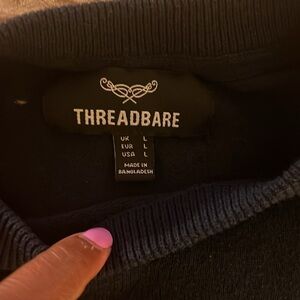 THREADBARE
UK L
EUR L
USA L
MADE IN
BANGLADESH